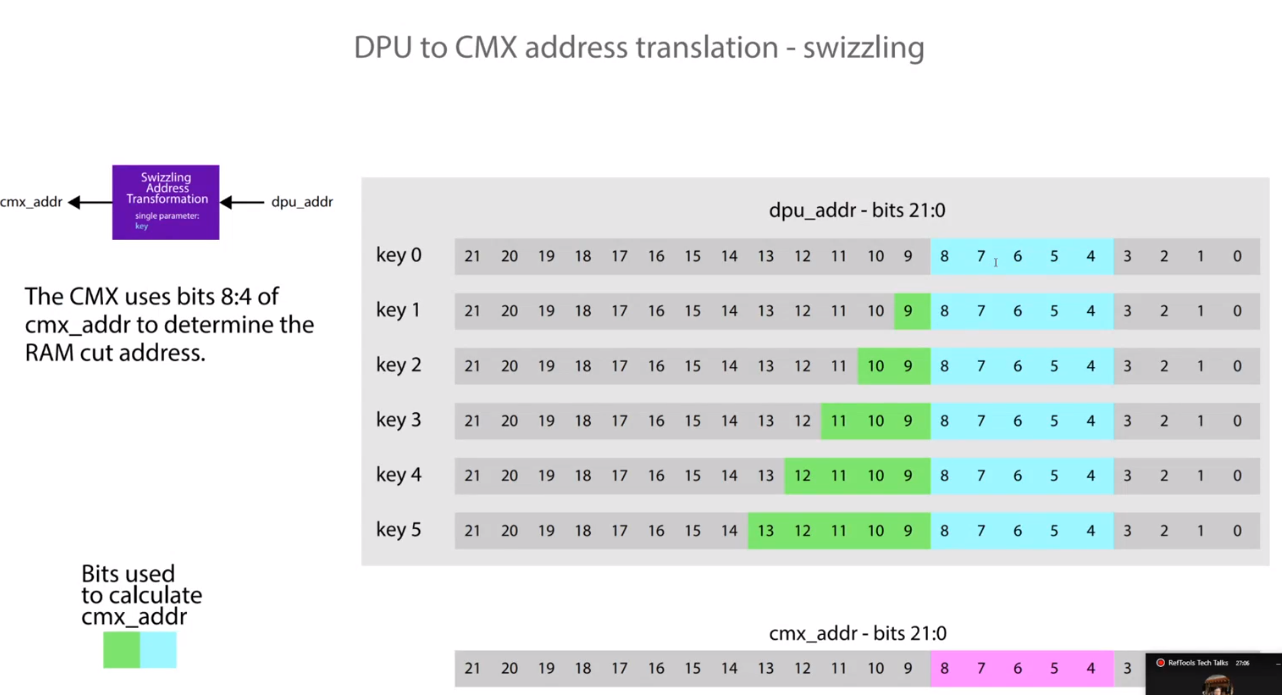 DPU to CMX address translation - swizzling
Swizzling
Address
Transformation
single parameter:
key
cmx_addr
dpu_addr
The CMX uses bits 8:4 of
cmx_addr to determine the
RAM cut address.
dpu_addr - bits 21:0
key 0 21 20 19 18 17 16 15 14 13 12 11 10 9 8 7 6 5 4 3 2 1 0
key 1 21 20 19 18 17 16 15 14 13 12 11 10 9 8 7 6 5 4 3 2 1 0
key 2 21 20 19 18 17 16 15 14 13 12 11 10 9 8 7 6 5 4 3 2 1 0
key 3 21 20 19 18 17 16 15 14 13 12 11 10 9 8 7 6 5 4 3 2 1 0
key 4 21 20 19 18 17 16 15 14 13 12 11 10 9 8 7 6 5 4 3 2 1 0
key 5 21 20 19 18 17 16 15 14 13 12 11 10 9 8 7 6 5 4 3 2 1 0
Bits used
to calculate
cmx_addr
cmx_addr - bits 21:0
21 20 19 18 17 16 15 14 13 12 11 10 9 8 7 6 5 4 3
RefTools Tech Talks 27:06